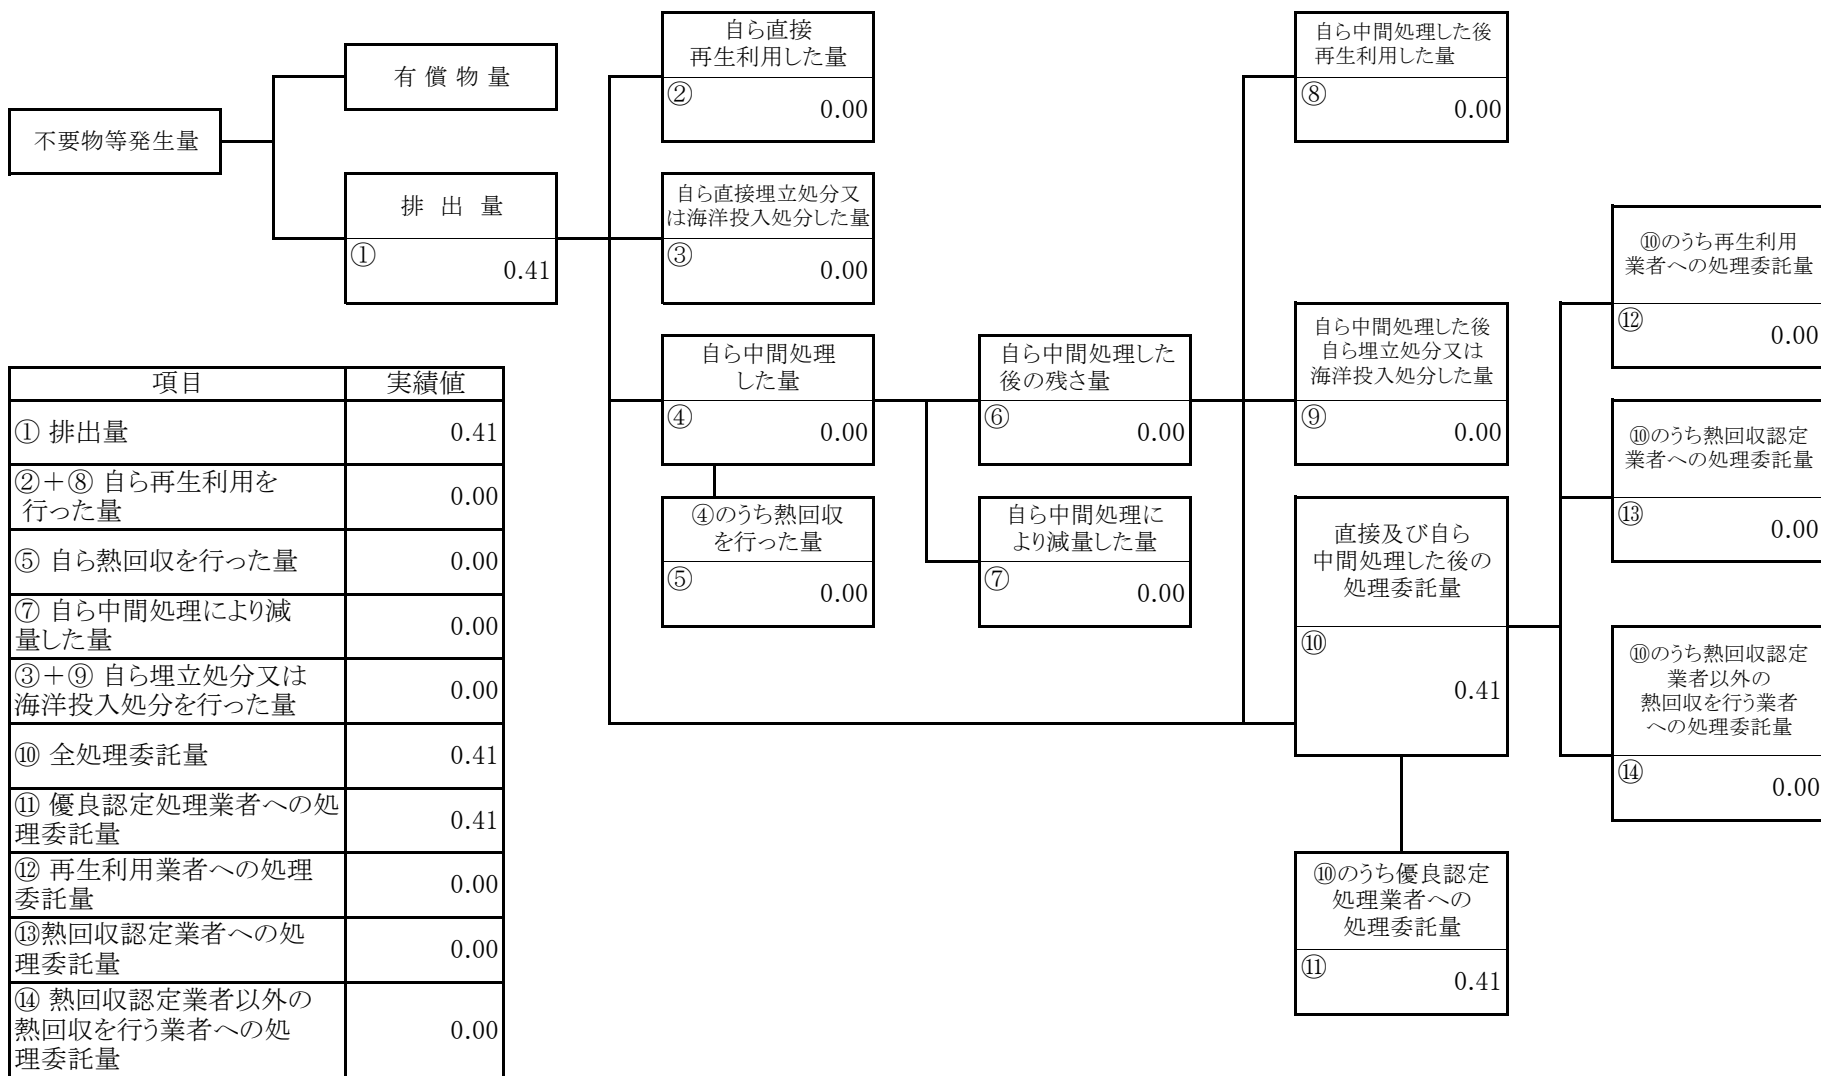 不要物等発生量
有 償 物 量
排 出 量
①
0.41
自ら直接
再生利用した量
②
0.00
自ら直接埋立処分又
は海洋投入処分した量
③
0.00
自ら中間処理
した量
④
0.00
④のうち熱回収
を行った量
⑤
0.00
自ら中間処理した
後の残さ量
⑥
0.00
自ら中間処理に
より減量した量
⑦
0.00
自ら中間処理した後
再生利用した量
⑧
0.00
自ら中間処理した後
自ら埋立処分又は
海洋投入処分した量
⑨
0.00
直接及び自ら
中間処理した後の
処理委託量
⑩
0.41
⑩のうち優良認定
処理業者への
処理委託量
⑪
0.41
⑩のうち再生利用
業者への処理委託量
⑫
0.00
⑩のうち熱回収認定
業者への処理委託量
⑬
0.00
⑩のうち熱回収認定
業者以外の
熱回収を行う業者
への処理委託量
⑭
0.00
項目 実績値
① 排出量 0.41
②+⑧ 自ら再生利用を
行った量 0.00
⑤ 自ら熱回収を行った量 0.00
⑦ 自ら中間処理により減
量した量 0.00
③+⑨ 自ら埋立処分又は
海洋投入処分を行った量 0.00
⑩ 全処理委託量 0.41
⑪ 優良認定処理業者への処
理委託量 0.41
⑫ 再生利用業者への処理
委託量 0.00
⑬熱回収認定業者への処
理委託量 0.00
⑭ 熱回収認定業者以外の
熱回収を行う業者への処
理委託量 0.00